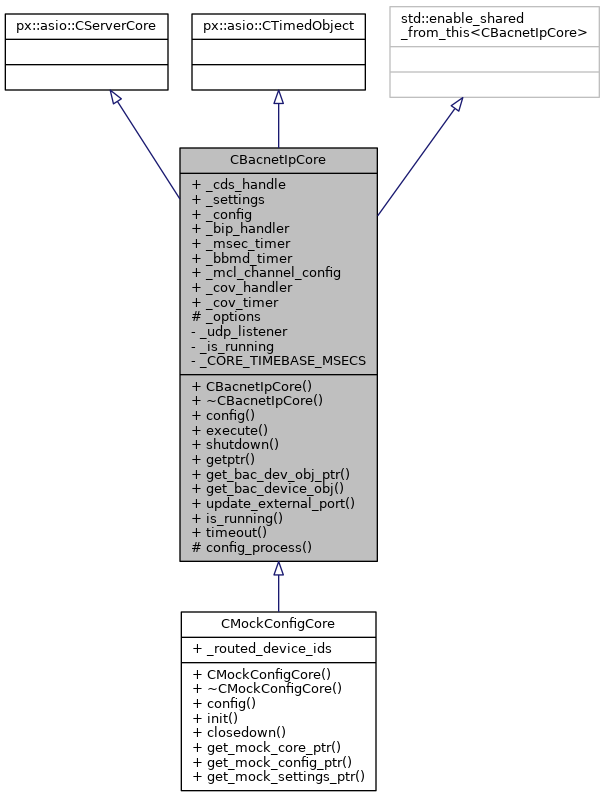 px::asio::CServerCore
px::asio::CTimedObject
std::enable_shared
_from_this<CBacnetIpCore>
CBacnetIpCore
+ _cds_handle
+ _settings
+ _config
+ _bip_handler
+ _msec_timer
+ _bbmd_timer
+ _mcl_channel_config
+ _cov_handler
+ _cov_timer
# _options
- _udp_listener
- _is_running
- _CORE_TIMEBASE_MSECS
+ CBacnetIpCore()
+ ~CBacnetIpCore()
+ config()
+ execute()
+ shutdown()
+ getptr()
+ get_bac_dev_obj_ptr()
+ get_bac_device_obj()
+ update_external_port()
+ is_running()
+ timeout()
# config_process()
CMockConfigCore
+ _routed_device_ids
+ CMockConfigCore()
+ ~CMockConfigCore()
+ config()
+ init()
+ closedown()
+ get_mock_core_ptr()
+ get_mock_config_ptr()
+ get_mock_settings_ptr()